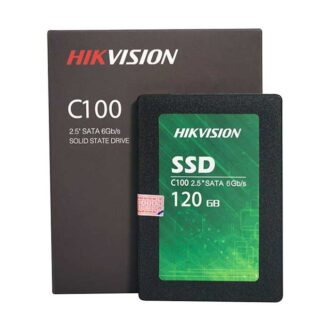 HIKVISION
C100
2.5" SATA 6Gb/s
SOLID STATE DRIVE
HIKVISION
SSD
C100 2.5" SATA 6Gb/s
120 GB